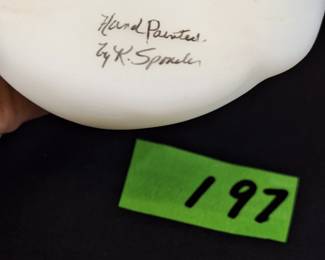 Hand Painted
by K.
197